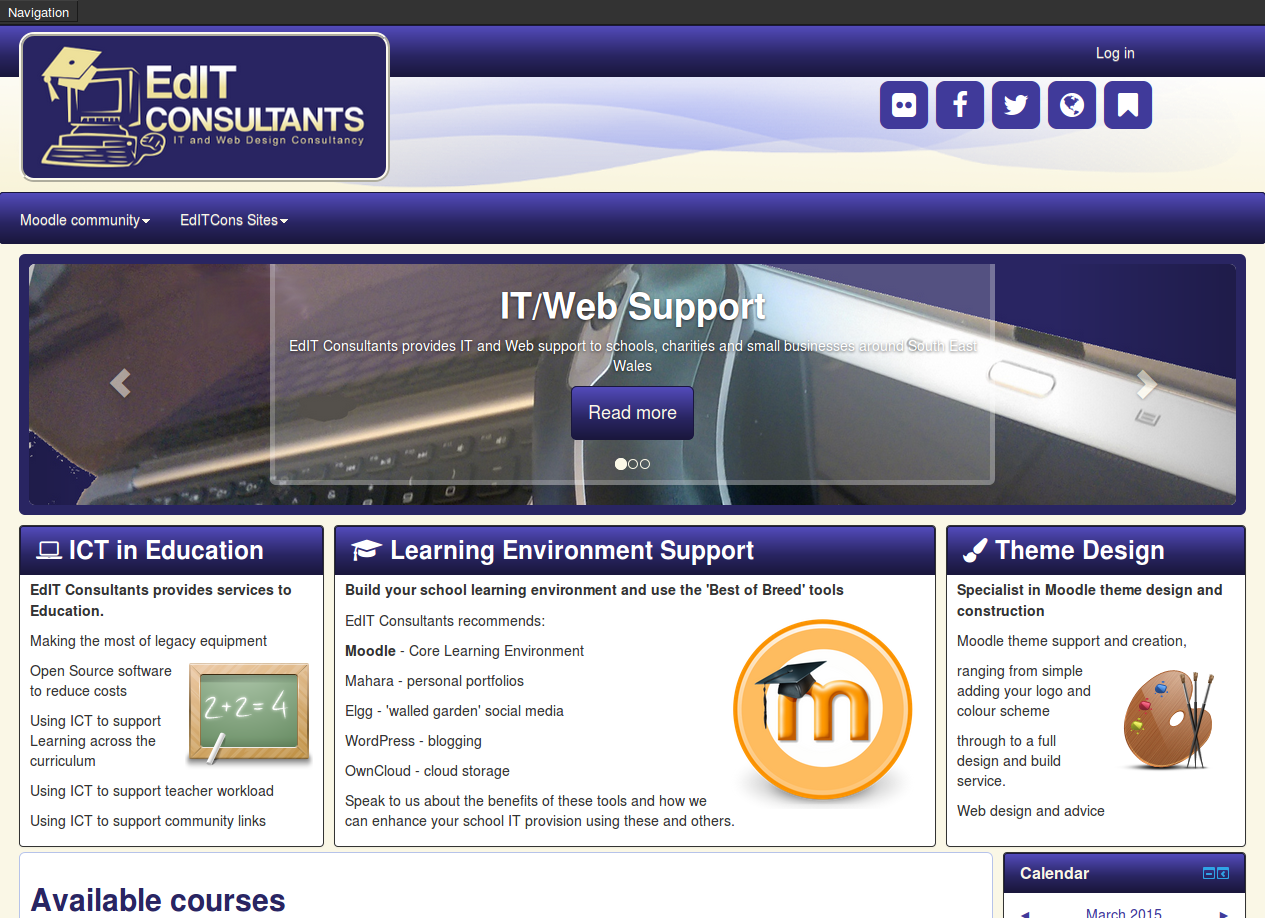 Navigation
Log in
EdIT
CONSULTANTS
IT and Web Design Consultancy
Moodle community
EdITCons Sites
IT/Web Support
EdIT Consultants provides IT and Web support to schools, charities and small businesses around South East
Wales
Read more
ICT in Education
EdIT Consultants provides services to
Education.
Making the most of legacy equipment
Open Source software
to reduce costs
2+2=4
Using ICT to support
Learning across the
curriculum
Using ICT to support teacher workload
Using ICT to support community links
Learning Environment Support
Build your school learning environment and use the 'Best of Breed' tools
EdIT Consultants recommends:
Moodle - Core Learning Environment
Mahara - personal portfolios
Elgg - 'walled garden' social media
WordPress - blogging
OwnCloud - cloud storage
Speak to us about the benefits of these tools and how we
can enhance your school IT provision using these and others.
m
Theme Design
Specialist in Moodle theme design and
construction
Moodle theme support and creation,
ranging from simple
adding your logo and
colour scheme
through to a full
design and build
service.
Web design and advice
Available courses
Calendar
March 2015